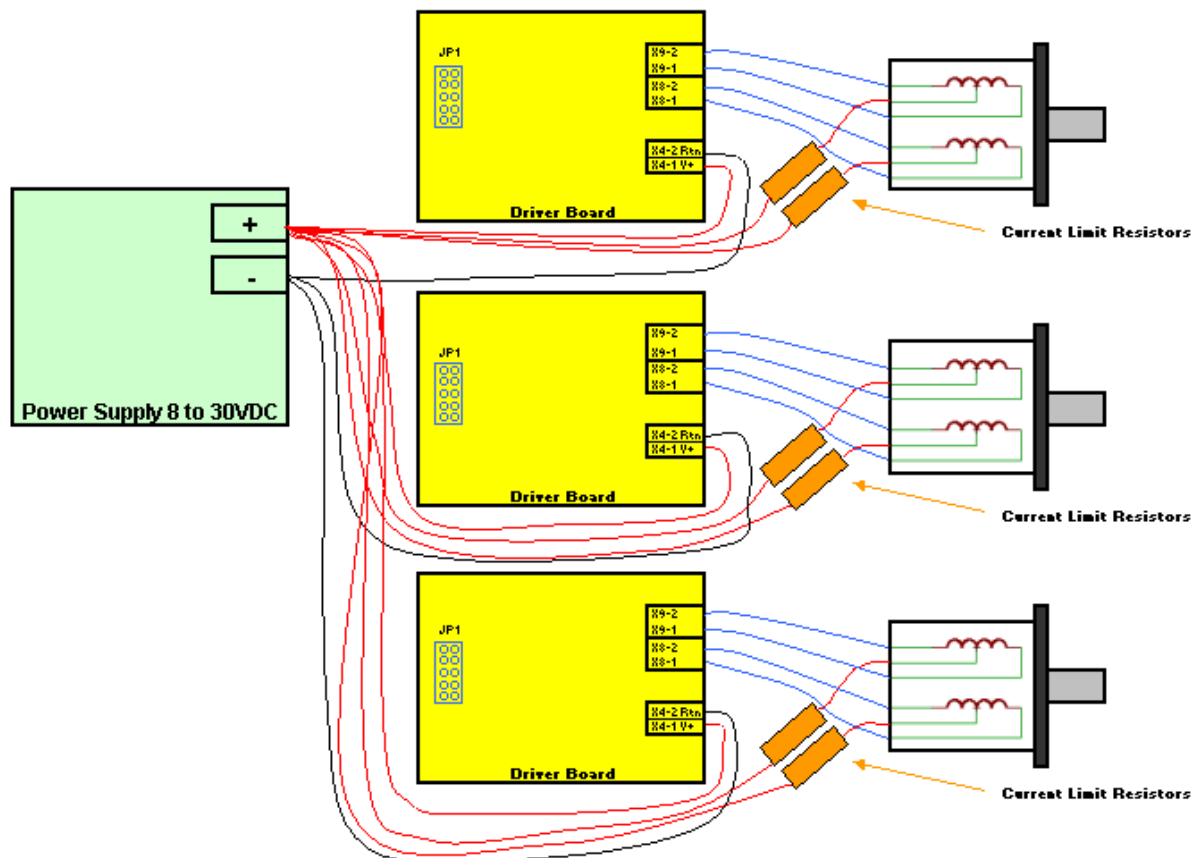 JP1
X9-2
X9-1
X8-2
X8-1
X4-2 Rtn
X4-1 V+
Driver Board
Current Limit Resistors
+
-
Power Supply 8 to 30VDC
JP1
X9-2
X9-1
X8-2
X8-1
X4-2 Rtn
X4-1 V+
Driver Board
Current Limit Resistors
JP1
X9-2
X9-1
X8-2
X8-1
X4-2 Rtn
X4-1 V+
Driver Board
Current Limit Resistors